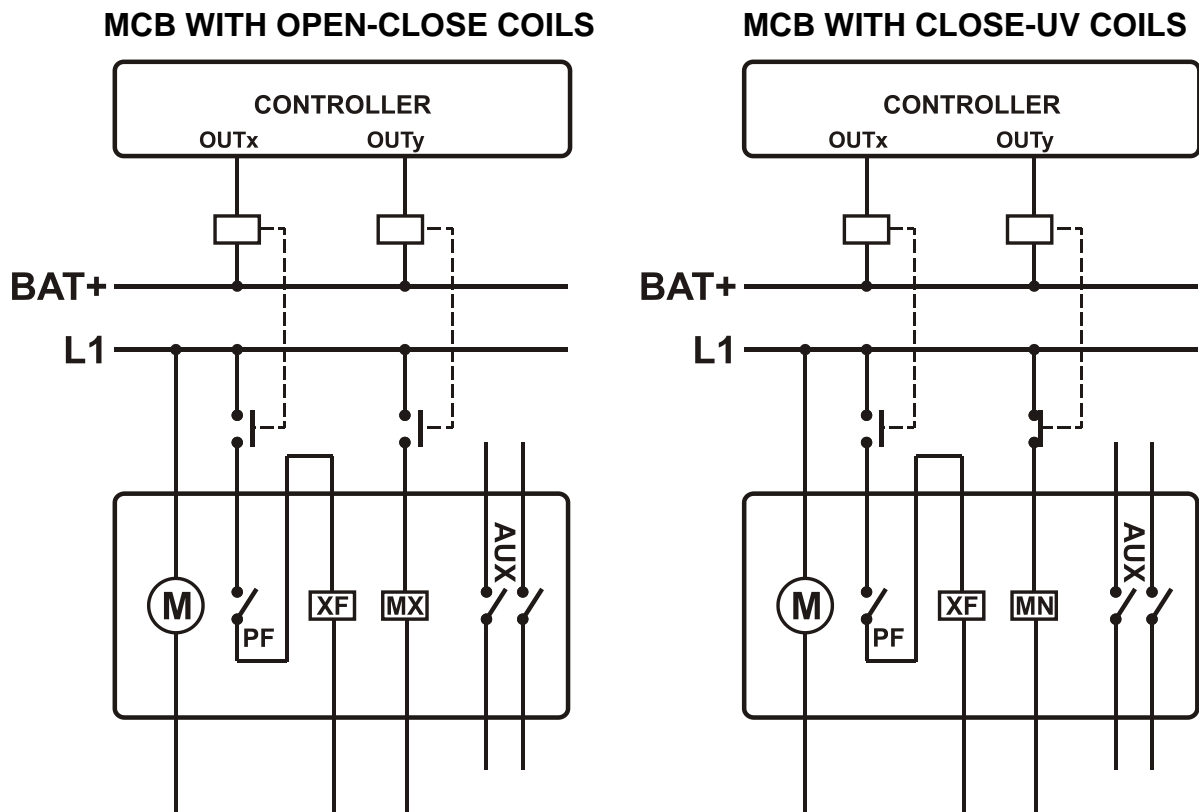 MCB WITH OPEN-CLOSE COILS
CONTROLLER
OUTx OUTy
BAT+
L1
AUX
M
XF
MX
PF
MCB WITH CLOSE-UV COILS
CONTROLLER
OUTx OUTy
BAT+
L1
AUX
M
XF
MN
PF